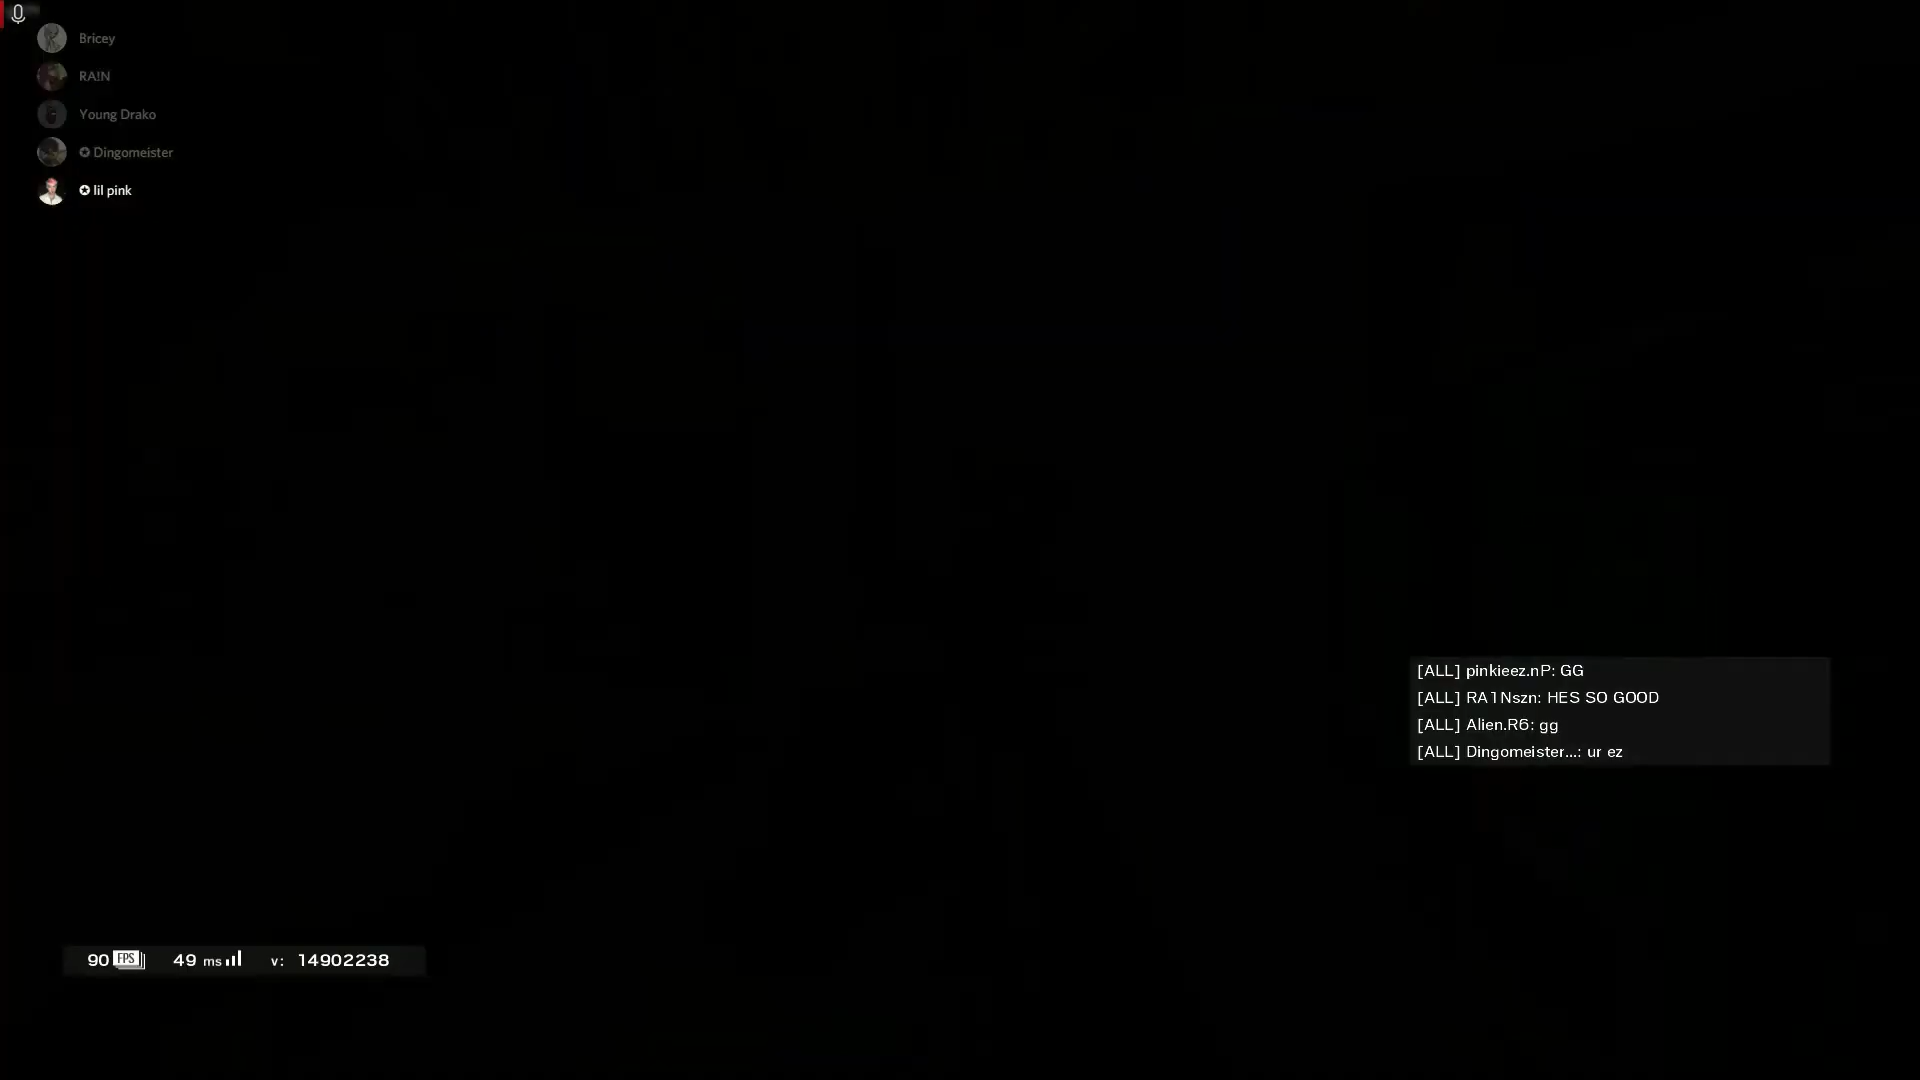 Bricey
RA!N
Young Drako
Dingomeister
lil pink
[ALL] pinkieez.nP: GG
[ALL] RA1Nszn: HES SO GOOD
[ALL] Alien.R6: gg
[ALL] Dingomeister...: ur ez
90 FPS 49 ms v: 14902238